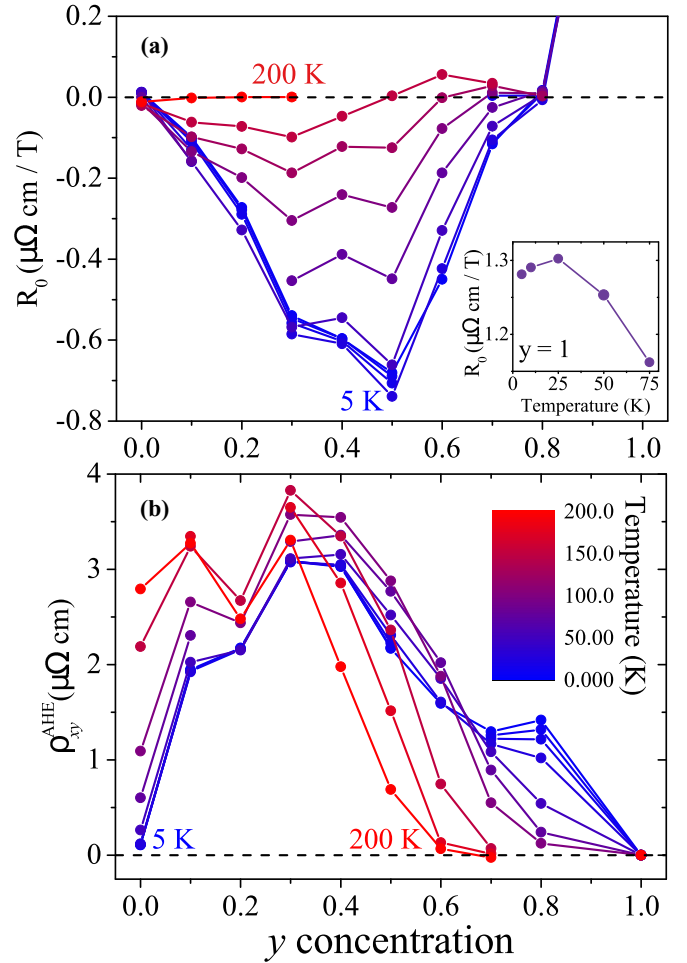 0.2
(a)
200 K
0.0
-0.2
-0.4
-0.6
-0.8
R0 (μΩ cm / T)
5 K
1.3
1.2
R0 (μΩ cm / T)
y = 1
0 25 50 75
Temperature (K)
0.0 0.2 0.4 0.6 0.8 1.0
4
(b)
3
2
1
0
ρxyAHE(μΩ cm)
200.0
150.0
100.0
50.00
0.000
Temperature (K)
5 K
200 K
0.0 0.2 0.4 0.6 0.8 1.0
y concentration